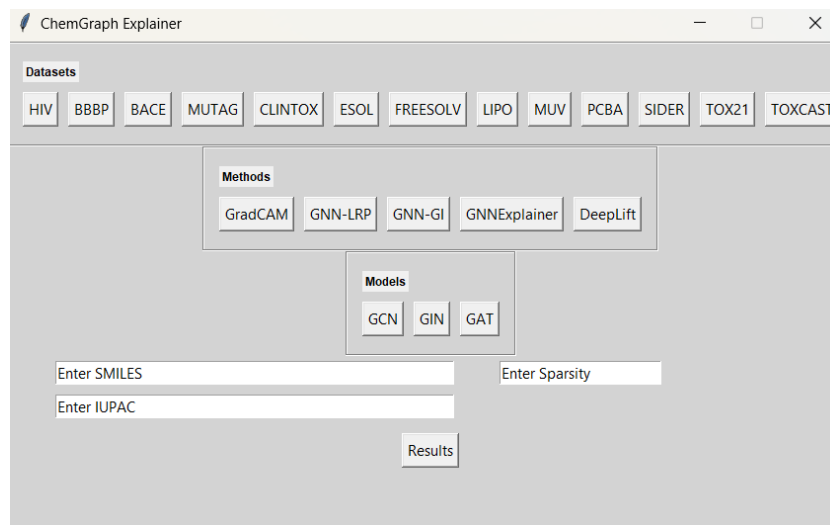 ChemGraph Explainer
Datasets
HIV BBBP BACE MUTAG CLINTOX ESOL FREESOLV LIPO MUV PCBA SIDER TOX21 TOXCAST
Methods
GradCAM GNN-LRP GNN-GI GNNExplainer DeepLift
Models
GCN GIN GAT
Enter SMILES Enter Sparsity
Enter IUPAC
Results